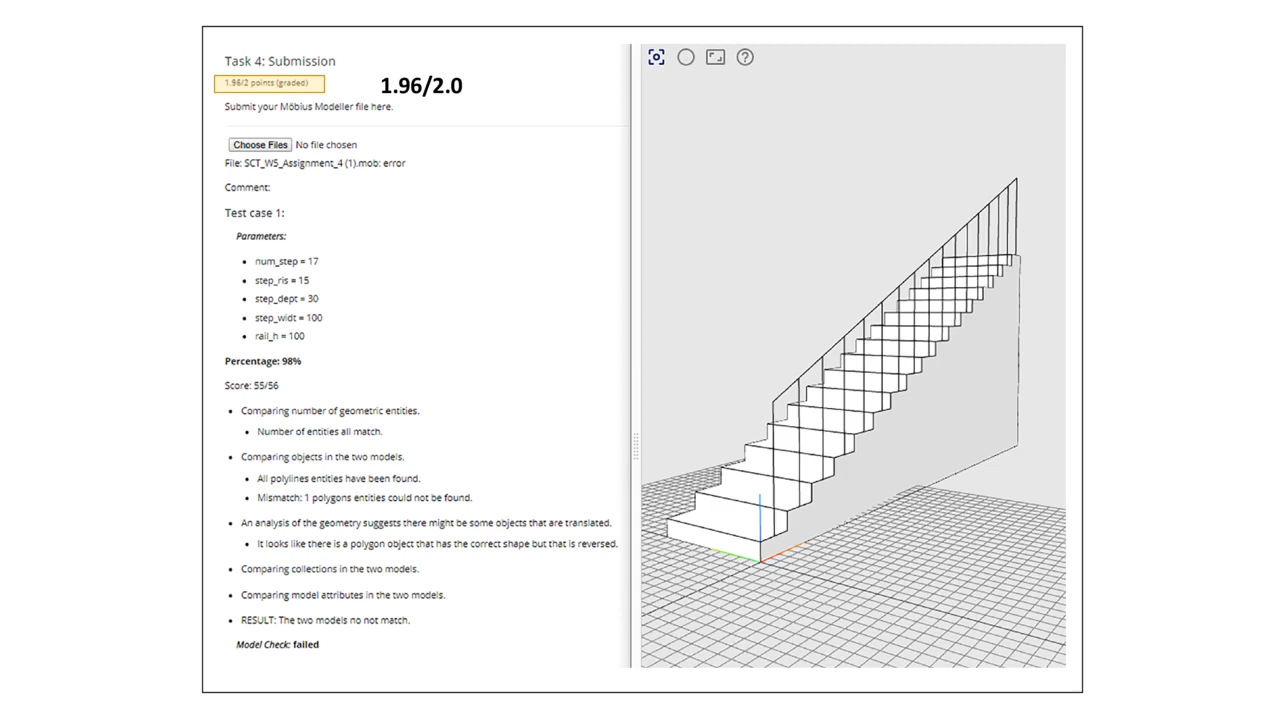 Task 4: Submission
1.96/2 points (graded)
1.96/2.0
Submit your Möbius Modeller file here.
Choose Files No file chosen
File: SCT_W5_Assignment_4 (1).mob: error
Comment:
Test case 1:
Parameters:
num_step = 17
step_ris = 15
step_dept = 30
step_widt = 100
rail_h = 100
Percentage: 98%
Score: 55/56
Comparing number of geometric entities.
Number of entities all match.
Comparing objects in the two models.
All polylines entities have been found.
Mismatch: 1 polygons entities could not be found.
An analysis of the geometry suggests there might be some objects that are translated.
It looks like there is a polygon object that has the correct shape but that is reversed.
Comparing collections in the two models.
Comparing model attributes in the two models.
RESULT: The two models no not match.
Model Check: failed